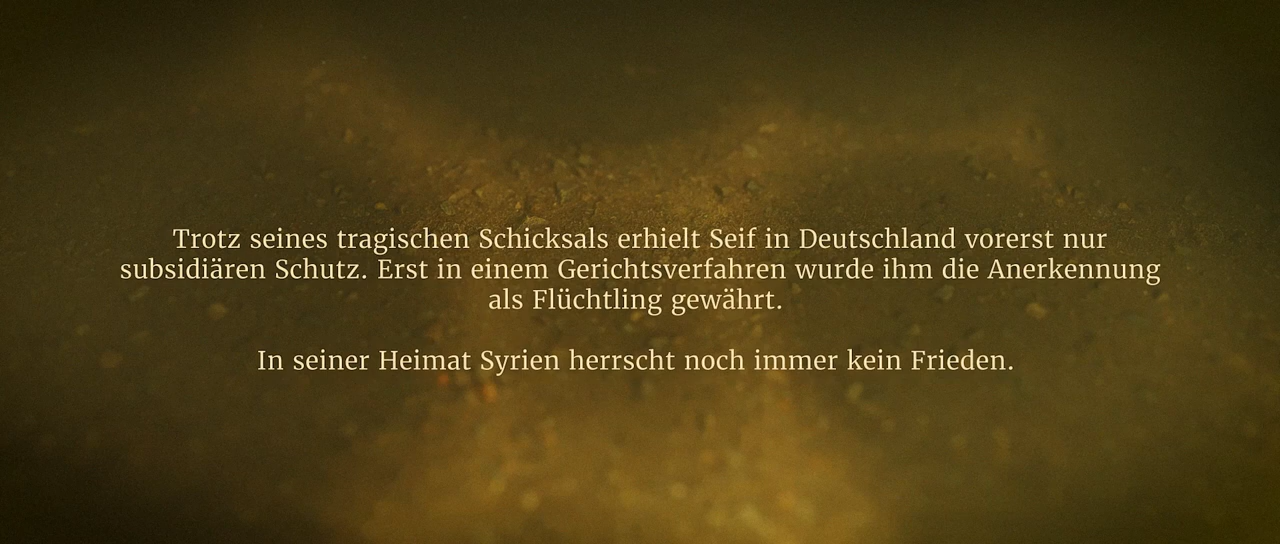 Trotz seines tragischen Schicksals erhielt Seif in Deutschland vorerst nur
subsidiären Schutz. Erst in einem Gerichtsverfahren wurde ihm die Anerkennung
als Flüchtling gewährt.
In seiner Heimat Syrien herrscht noch immer kein Frieden.